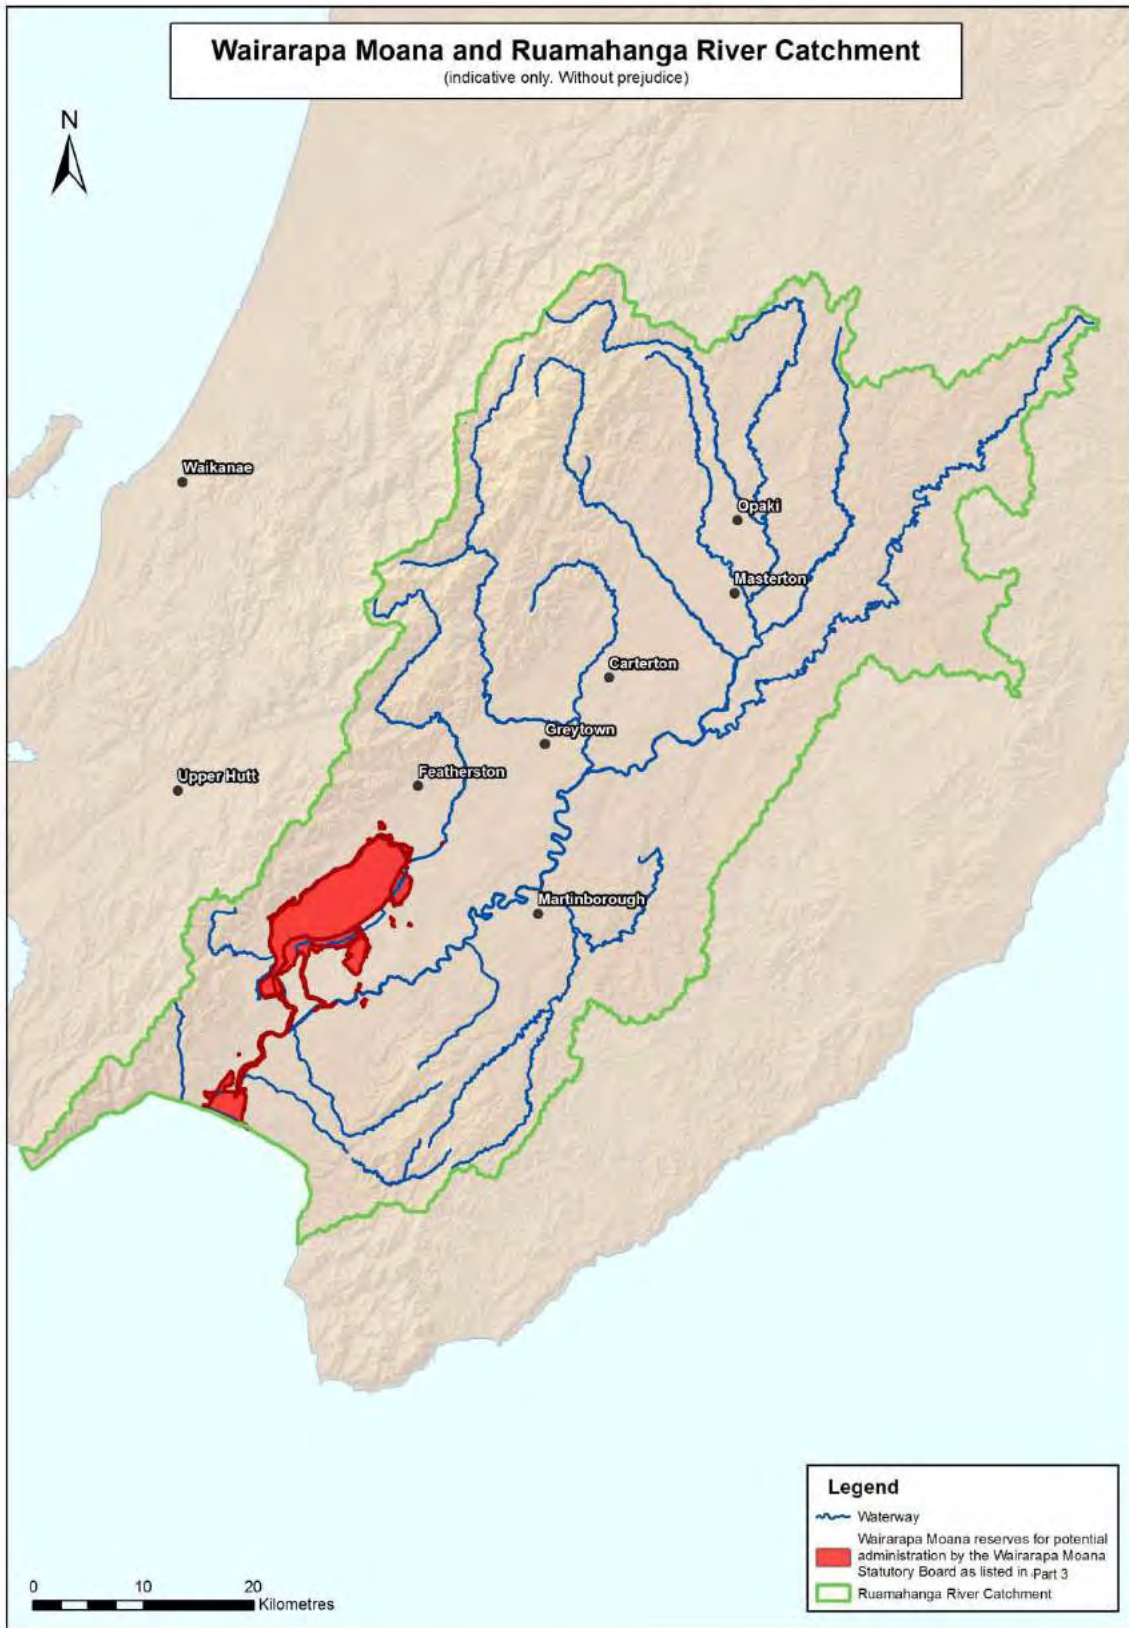 Wairarapa Moana and Ruamahanga River Catchment
(indicative only. Without prejudice)
N
Waikanae
Opaki
Masterton
Carterton
Greytown
Featherston
Upper Hutt
Martinborough
Legend
Waterway
Wairarapa Moana reserves for potential
administration by the Wairarapa Moana
Statutory Board as listed in Part 3
Ruamahanga River Catchment
0 10 20
Kilometres